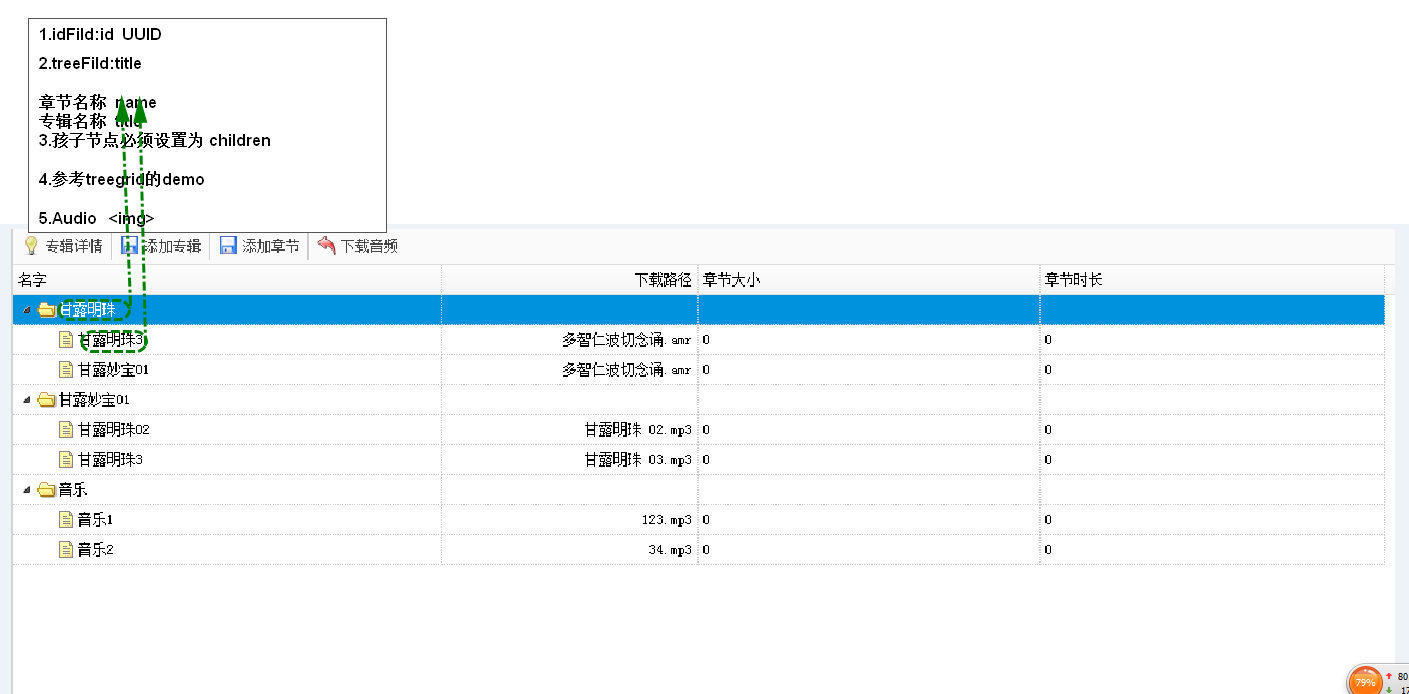 1.idFild:id UUID
2.treeFild:title
章节名称 name
专辑名称 title
3.孩子节点必须设置为 children
4.参考treegrid的demo
5.Audio <img>
专辑详情 添加专辑 添加章节 下载音频
名字 下载路径 章节大小 章节时长
甘露明珠
甘露明珠3 多智仁波切念诵.amr 0 0
甘露妙宝01 多智仁波切念诵.amr 0 0
甘露妙宝01
甘露明珠02 甘露明珠 02.mp3 0 0
甘露明珠3 甘露明珠 03.mp3 0 0
音乐
音乐1 123.mp3 0 0
音乐2 34.mp3 0 0
79% 80